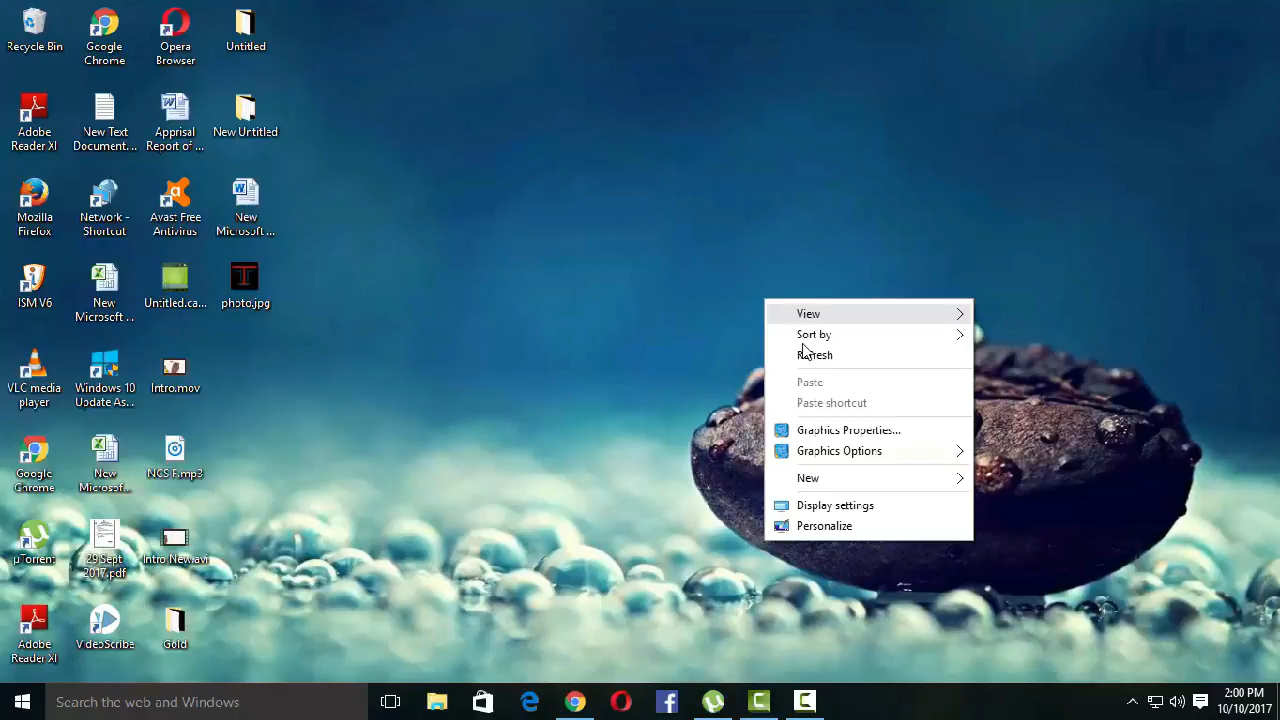 Recycle Bin
Google
Chrome
Opera
Browser
Untitled
Adobe
Reader XI
New Text
Document...
Apprisal
Report of ...
New Untitled
Mozilla
Firefox
Network -
Shortcut
Avast Free
Antivirus
New
Microsoft ...
ISM V6
New
Microsoft ...
Untitled.ca...
photo.jpg
VLC media
player
Windows 10
Update As...
Intro.mov
Google
Chrome
New
Microsof...
NCS F.mp3
µTorrent
29 Sept
2017.pdf
Intro New.avi
Adobe
Reader XI
VideoScribe
Gold
View
Sort by
Refresh
Paste
Paste shortcut
Graphics Properties...
Graphics Options
New
Display settings
Personalize
Search the web and Windows
2:00 PM
10/10/2017